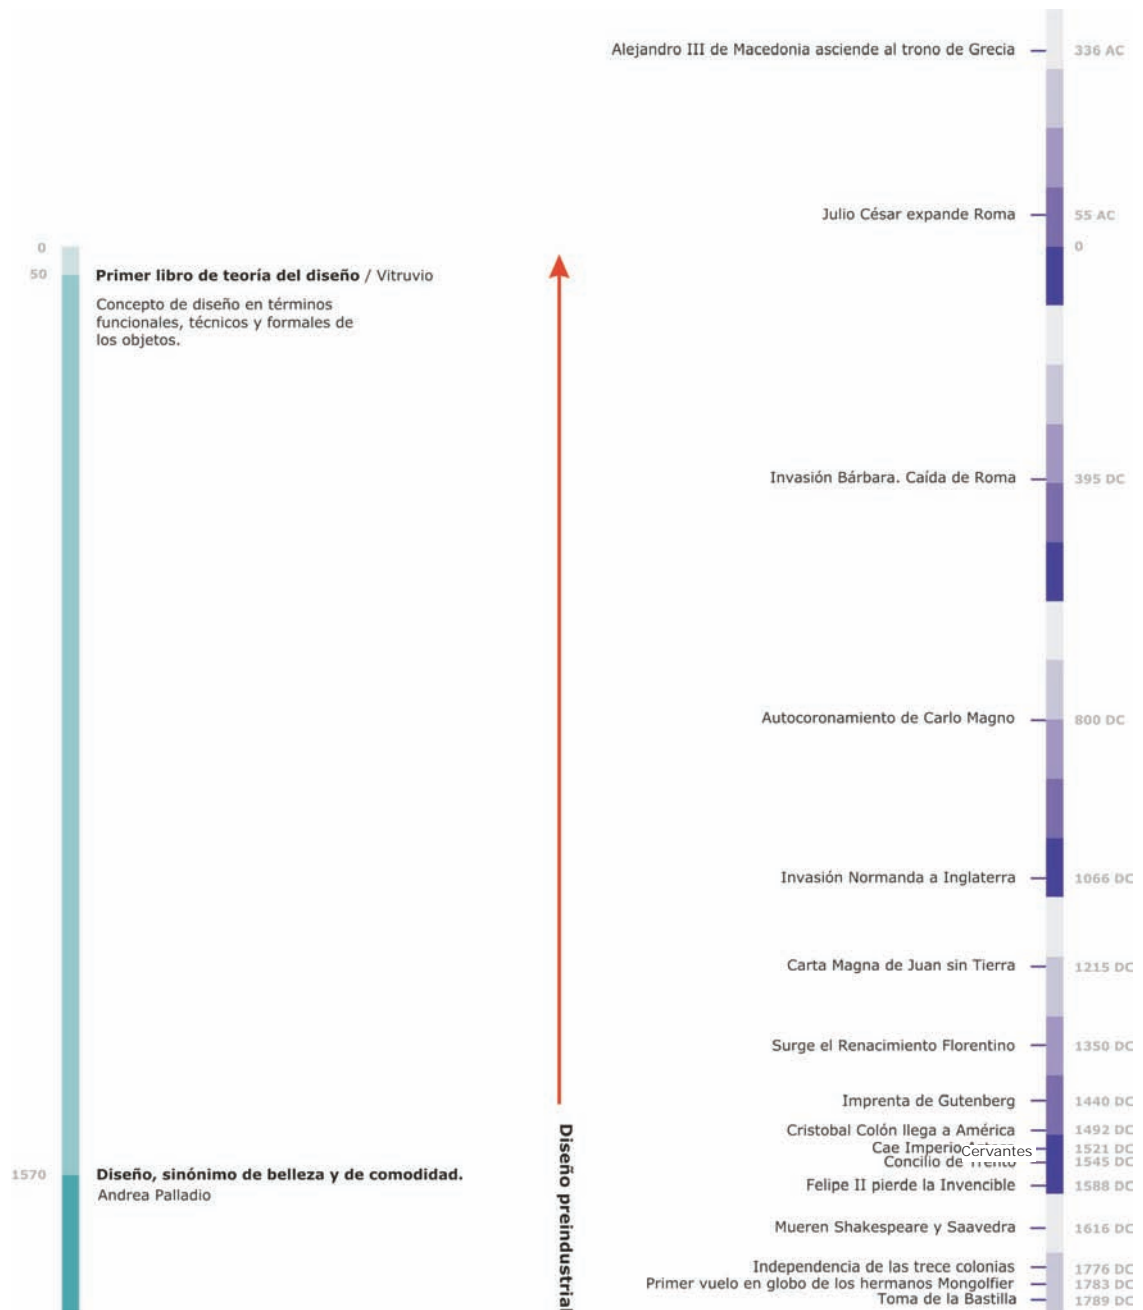 Alejandro III de Macedonia asciende al trono de Grecia 336 AC
Julio César expande Roma 55 AC
0 0
50 Primer libro de teoría del diseño / Vitruvio
Concepto de diseño en términos
funcionales, técnicos y formales de
los objetos.
Invasión Bárbara. Caída de Roma 395 DC
Autocoronamiento de Carlo Magno 800 DC
Invasión Normanda a Inglaterra 1066 DC
Carta Magna de Juan sin Tierra 1215 DC
Surge el Renacimiento Florentino 1350 DC
Imprenta de Gutenberg 1440 DC
Diseño preindustrial
Cristobal Colón llega a América 1492 DC
Cae Imperio 1521 DC
Cervantes
Concilio de Trento 1545 DC
1570 Diseño, sinónimo de belleza y de comodidad.
Andrea Palladio
Felipe II pierde la Invencible 1588 DC
Mueren Shakespeare y Saavedra 1616 DC
Independencia de las trece colonias 1776 DC
Primer vuelo en globo de los hermanos Mongolfier 1783 DC
Toma de la Bastilla 1789 DC